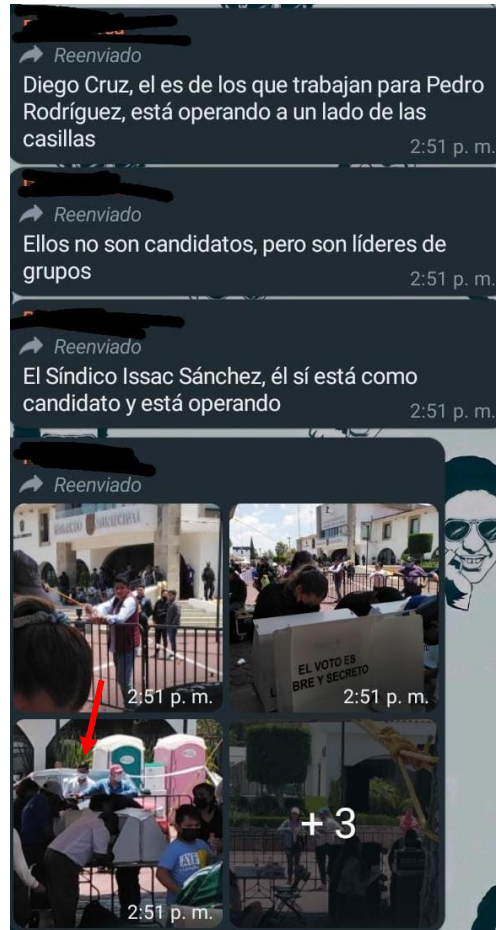 Reenviado
Diego Cruz, el es de los que trabajan para Pedro
Rodríguez, está operando a un lado de las
casillas
2:51 p. m.
Reenviado
Ellos no son candidatos, pero son líderes de
grupos
2:51 p. m.
Reenviado
El Síndico Issac Sánchez, él sí está como
candidato y está operando
2:51 p. m.
Reenviado
2:51 p. m.
EL VOTO ES
BRE Y SECRETO
2:51 p. m.
2:51 p. m.
+ 3